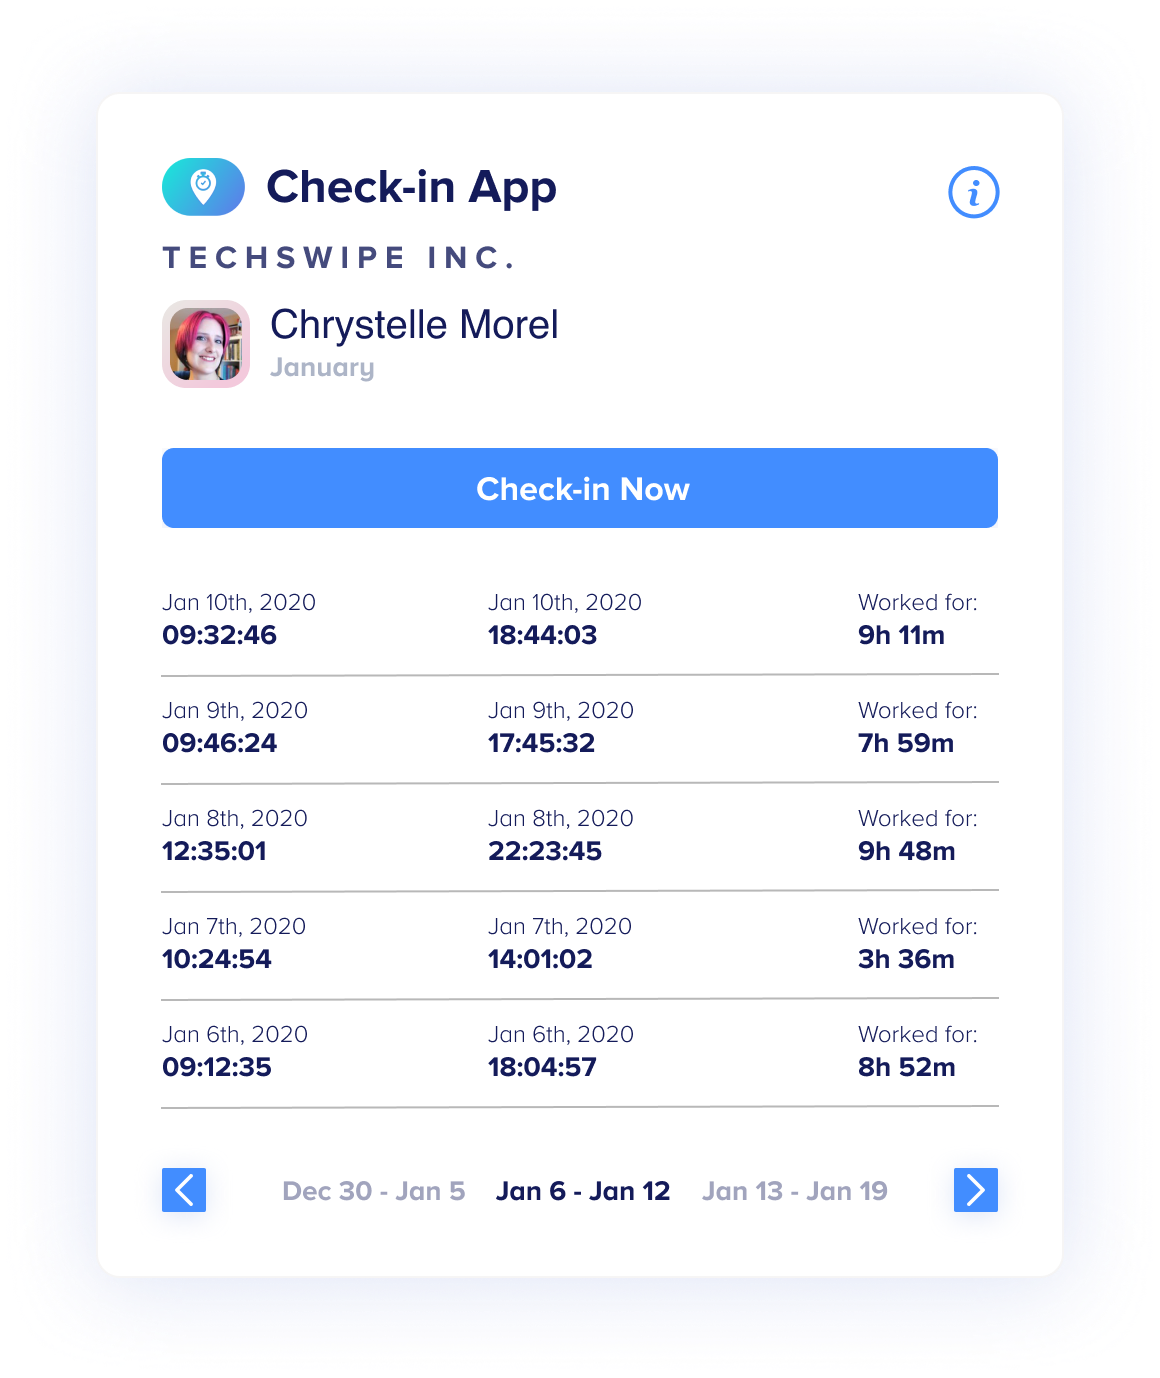 Check-in App
TECHSWIPE INC.
Chrystelle Morel
January
Check-in Now
Jan 10th, 2020 Jan 10th, 2020 Worked for:
09:32:46 18:44:03 9h 11m
Jan 9th, 2020 Jan 9th, 2020 Worked for:
09:46:24 17:45:32 7h 59m
Jan 8th, 2020 Jan 8th, 2020 Worked for:
12:35:01 22:23:45 9h 48m
Jan 7th, 2020 Jan 7th, 2020 Worked for:
10:24:54 14:01:02 3h 36m
Jan 6th, 2020 Jan 6th, 2020 Worked for:
09:12:35 18:04:57 8h 52m
Dec 30 - Jan 5 Jan 6 - Jan 12 Jan 13 - Jan 19